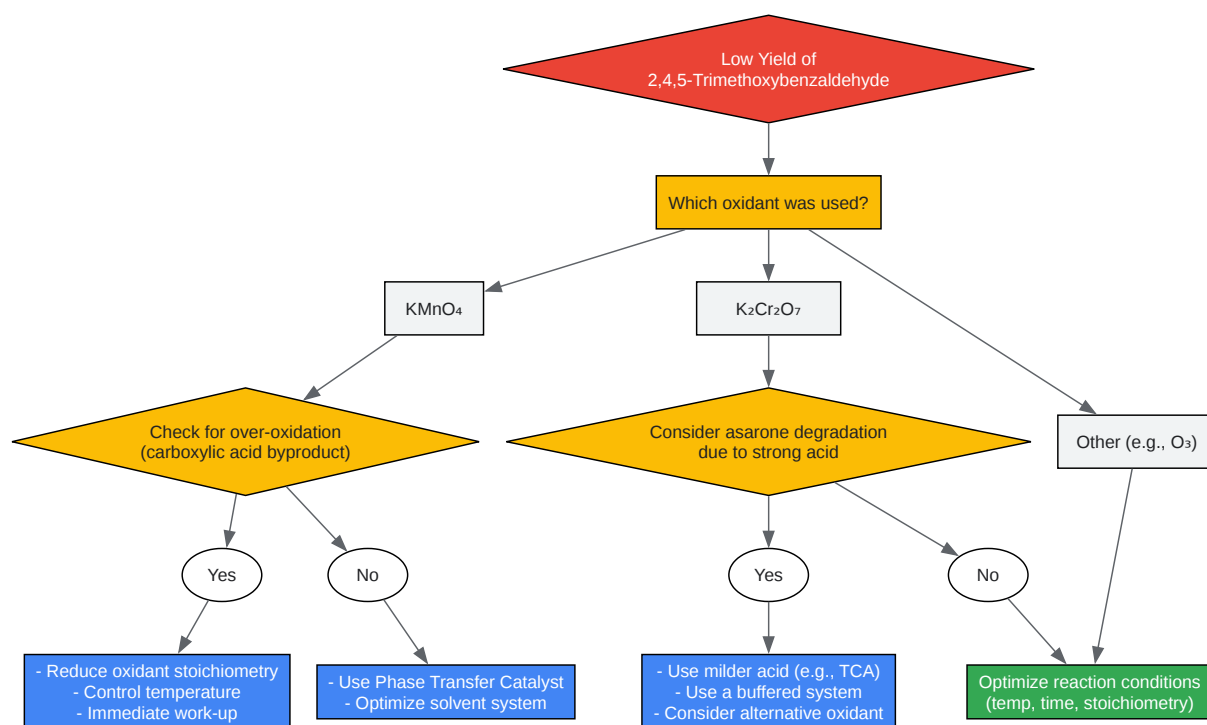 Low Yield of
2,4,5-Trimethoxybenzaldehyde
Which oxidant was used?
KMnO₄
K₂Cr₂O₇
Other (e.g., O₃)
Check for over-oxidation
(carboxylic acid byproduct)
Consider asarone degradation
due to strong acid
Yes
No
Yes
No
- Reduce oxidant stoichiometry
- Control temperature
- Immediate work-up
- Use Phase Transfer Catalyst
- Optimize solvent system
- Use milder acid (e.g., TCA)
- Use a buffered system
- Consider alternative oxidant
Optimize reaction conditions
(temp, time, stoichiometry)